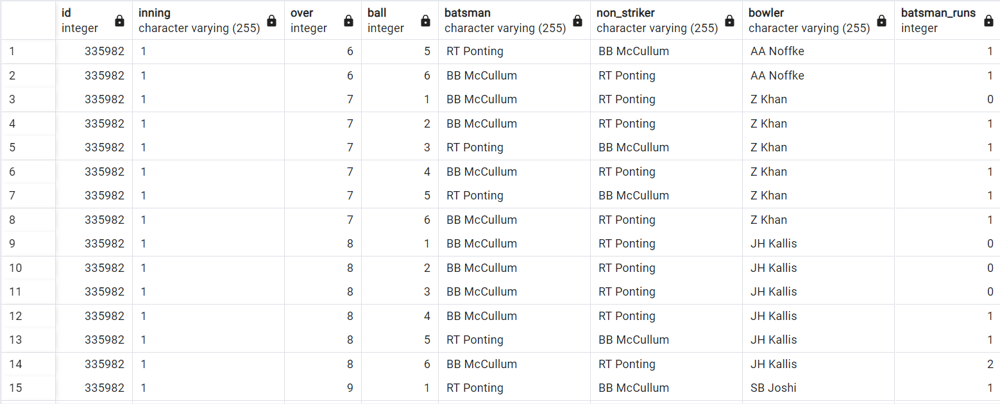 id inning over ball batsman non_striker bowler batsman_runs
integer character varying (255) integer integer character varying (255) character varying (255) character varying (255) integer
1 335982 1 6 5 RT Ponting BB McCullum AA Noffke 1
2 335982 1 6 6 BB McCullum RT Ponting AA Noffke 1
3 335982 1 7 1 BB McCullum RT Ponting Z Khan 0
4 335982 1 7 2 BB McCullum RT Ponting Z Khan 1
5 335982 1 7 3 RT Ponting BB McCullum Z Khan 1
6 335982 1 7 4 BB McCullum RT Ponting Z Khan 1
7 335982 1 7 5 RT Ponting BB McCullum Z Khan 1
8 335982 1 7 6 BB McCullum RT Ponting Z Khan 1
9 335982 1 8 1 BB McCullum RT Ponting JH Kallis 0
10 335982 1 8 2 BB McCullum RT Ponting JH Kallis 0
11 335982 1 8 3 BB McCullum RT Ponting JH Kallis 0
12 335982 1 8 4 BB McCullum RT Ponting JH Kallis 1
13 335982 1 8 5 RT Ponting BB McCullum JH Kallis 1
14 335982 1 8 6 BB McCullum RT Ponting JH Kallis 2
15 335982 1 9 1 RT Ponting BB McCullum SB Joshi 1